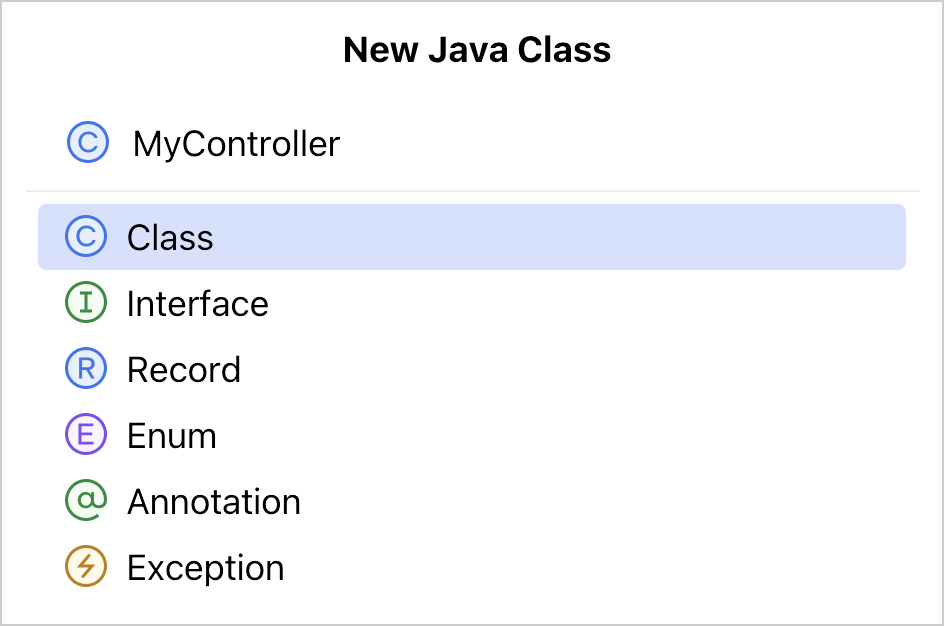 New Java Class
C MyController
C Class
I Interface
R Record
E Enum
@ Annotation
Exception